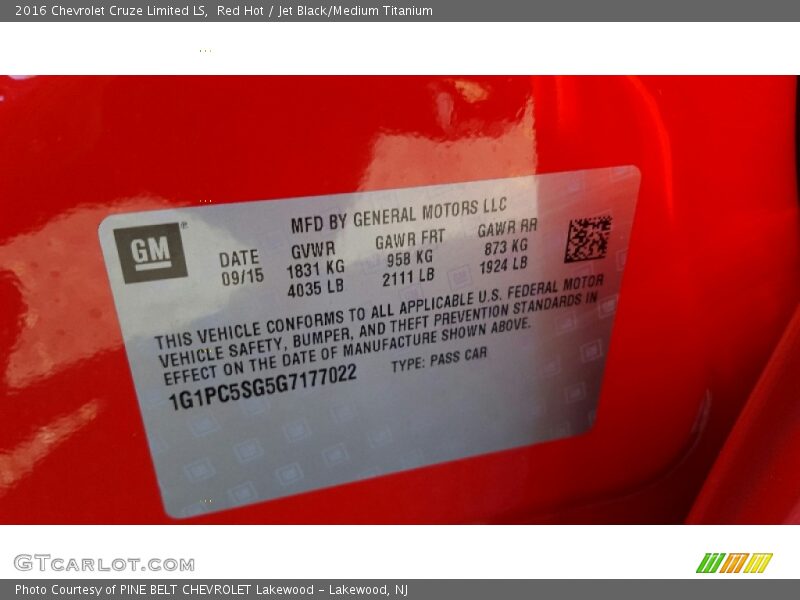 2016 Chevrolet Cruze Limited LS, Red Hot / Jet Black/Medium Titanium
GM®
MFD BY GENERAL MOTORS LLC
DATE GVWR GAWR FRT GAWR RR
09/15 1831 KG 958 KG 873 KG
4035 LB 2111 LB 1924 LB
THIS VEHICLE CONFORMS TO ALL APPLICABLE U.S. FEDERAL MOTOR
VEHICLE SAFETY, BUMPER, AND THEFT PREVENTION STANDARDS IN
EFFECT ON THE DATE OF MANUFACTURE SHOWN ABOVE.
1G1PC5SG5G7177022 TYPE: PASS CAR
GTCARLOT.COM
Photo Courtesy of PINE BELT CHEVROLET Lakewood - Lakewood, NJ